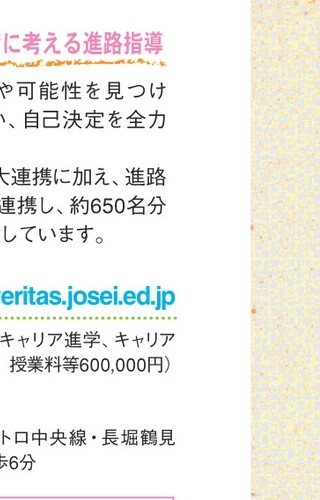 に考える進路指導
や可能性を見つけ
い、自己決定を全力
大連携に加え、進路
連携し、約650名分
しています。
veritas.josei.ed.jp
キャリア進学、キャリア
授業料等600,000円）
トロ中央線・長堀鶴見
歩6分